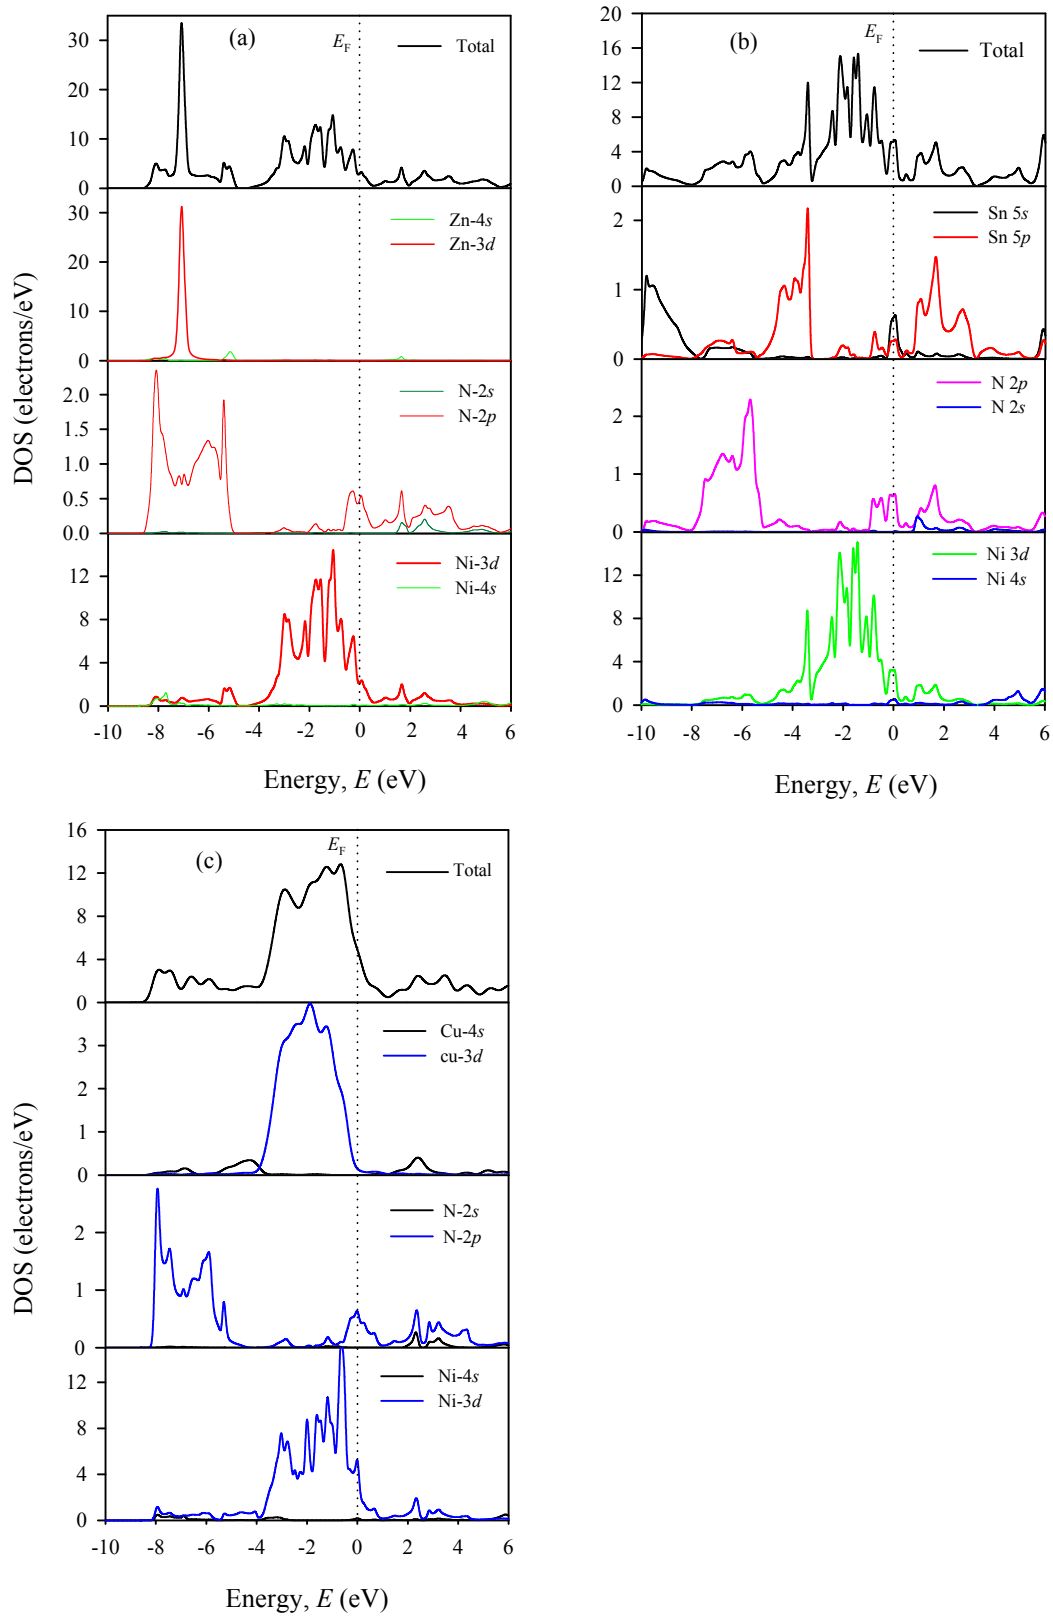 (a)
E_F
Total
30
20
10
0
Zn-4s
Zn-3d
30
20
10
0
N-2s
N-2p
2.0
1.5
1.0
0.5
0.0
Ni-3d
Ni-4s
12
8
4
0
-10 -8 -6 -4 -2 0 2 4 6
Energy, E (eV)
DOS (electrons/eV)
(b)
E_F
Total
20
16
12
8
4
0
Sn 5s
Sn 5p
2
1
0
N 2p
N 2s
2
1
0
Ni 3d
Ni 4s
12
8
4
0
-10 -8 -6 -4 -2 0 2 4 6
Energy, E (eV)
(c)
E_F
Total
16
12
8
4
0
Cu-4s
cu-3d
3
2
1
0
N-2s
N-2p
2
1
0
Ni-4s
Ni-3d
12
8
4
0
-10 -8 -6 -4 -2 0 2 4 6
Energy, E (eV)
DOS (electrons/eV)